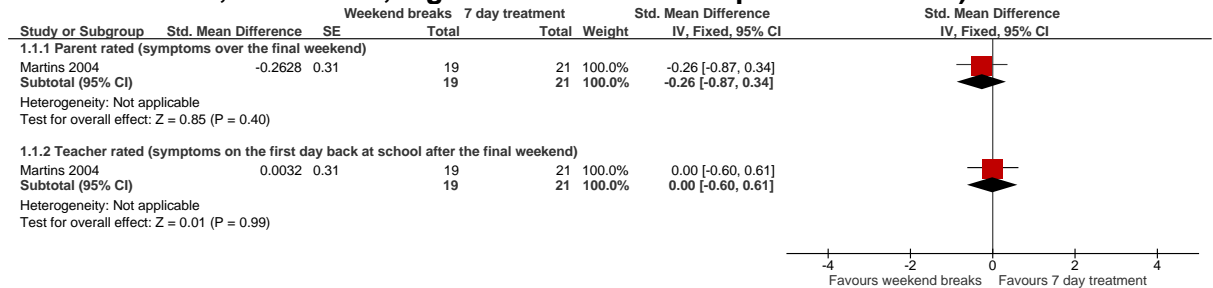 Weekend breaks 7 day treatment Std. Mean Difference Std. Mean Difference
Study or Subgroup Std. Mean Difference SE Total Total Weight IV, Fixed, 95% CI IV, Fixed, 95% CI
1.1.1 Parent rated (symptoms over the final weekend)
Martins 2004 -0.2628 0.31 19 21 100.0% -0.26 [-0.87, 0.34]
Subtotal (95% CI) 19 21 100.0% -0.26 [-0.87, 0.34]
Heterogeneity: Not applicable
Test for overall effect: Z = 0.85 (P = 0.40)
1.1.2 Teacher rated (symptoms on the first day back at school after the final weekend)
Martins 2004 0.0032 0.31 19 21 100.0% 0.00 [-0.60, 0.61]
Subtotal (95% CI) 19 21 100.0% 0.00 [-0.60, 0.61]
Heterogeneity: Not applicable
Test for overall effect: Z = 0.01 (P = 0.99)
-4 -2 0 2 4
Favours weekend breaks Favours 7 day treatment